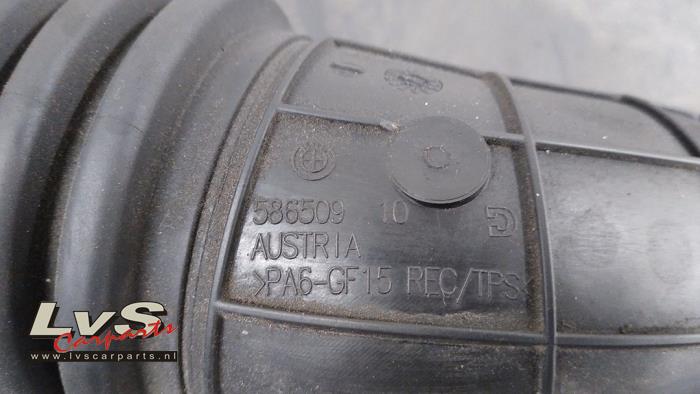 586509 10
AUSTRIA
>PA6-GF15 REC/TPS<
LvS
Carparts
www.lvscarparts.nl